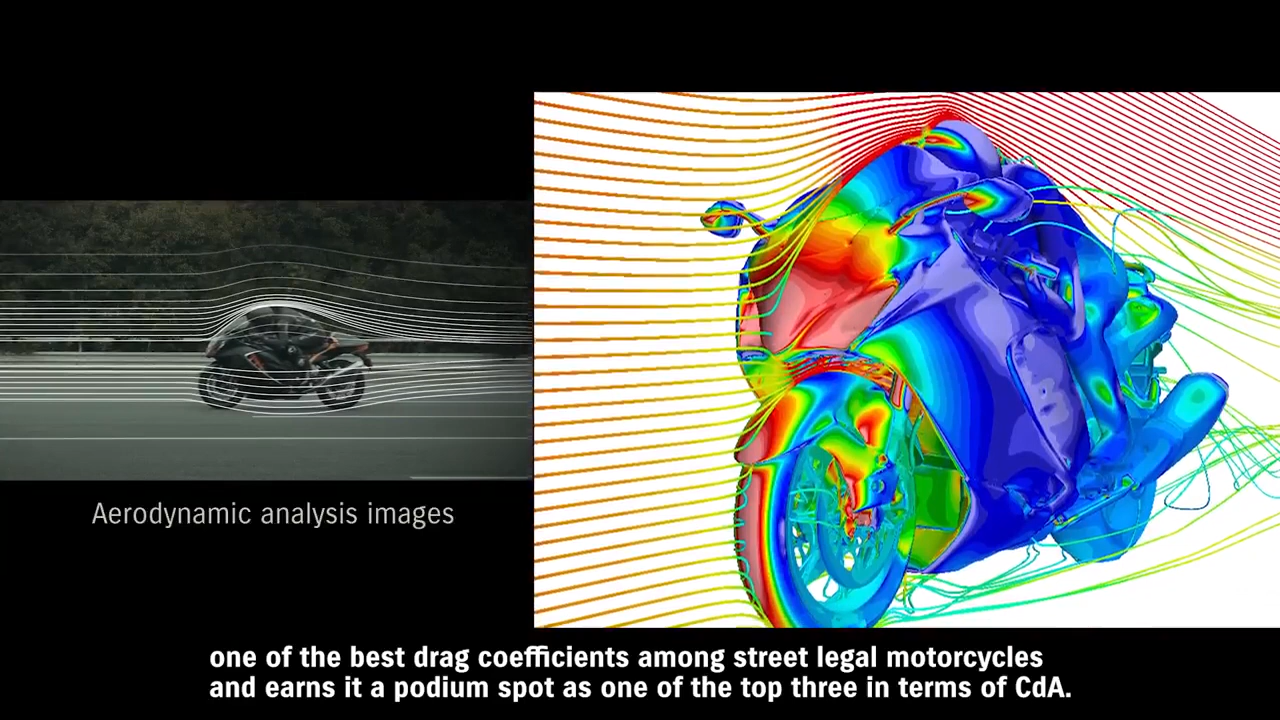 Aerodynamic analysis images
one of the best drag coefficients among street legal motorcycles
and earns it a podium spot as one of the top three in terms of CdA.